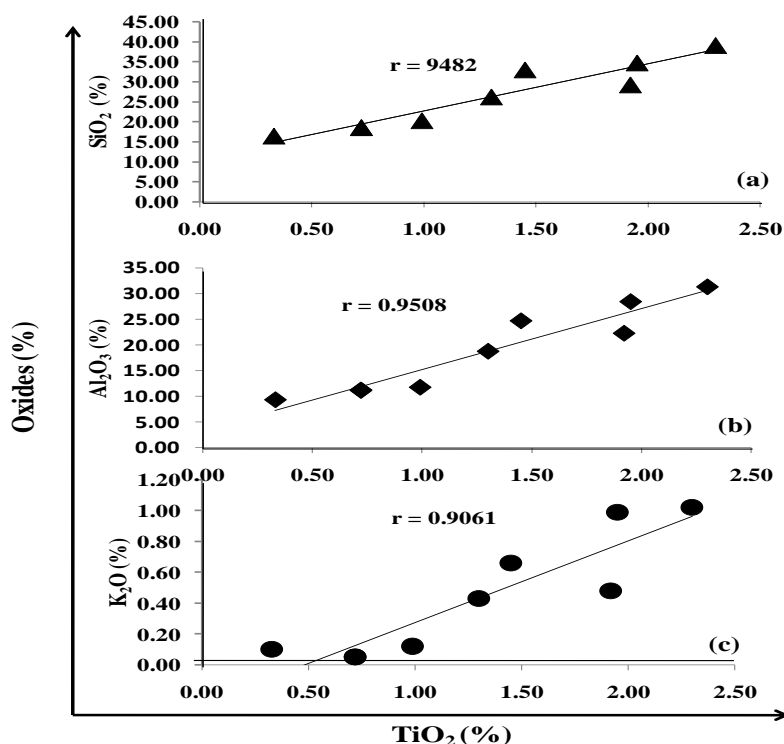 45.00
40.00
35.00
30.00
25.00
20.00
15.00
10.00
5.00
0.00
SiO₂ (%)
r = 9482
(a)
0.00 0.50 1.00 1.50 2.00 2.50
35.00
30.00
25.00
20.00
15.00
10.00
5.00
0.00
Al₂O₃ (%)
r = 0.9508
(b)
0.00 0.50 1.00 1.50 2.00 2.50
1.20
1.00
0.80
0.60
0.40
0.20
0.00
K₂O (%)
r = 0.9061
(c)
0.00 0.50 1.00 1.50 2.00 2.50
Oxides (%)
TiO₂ (%)